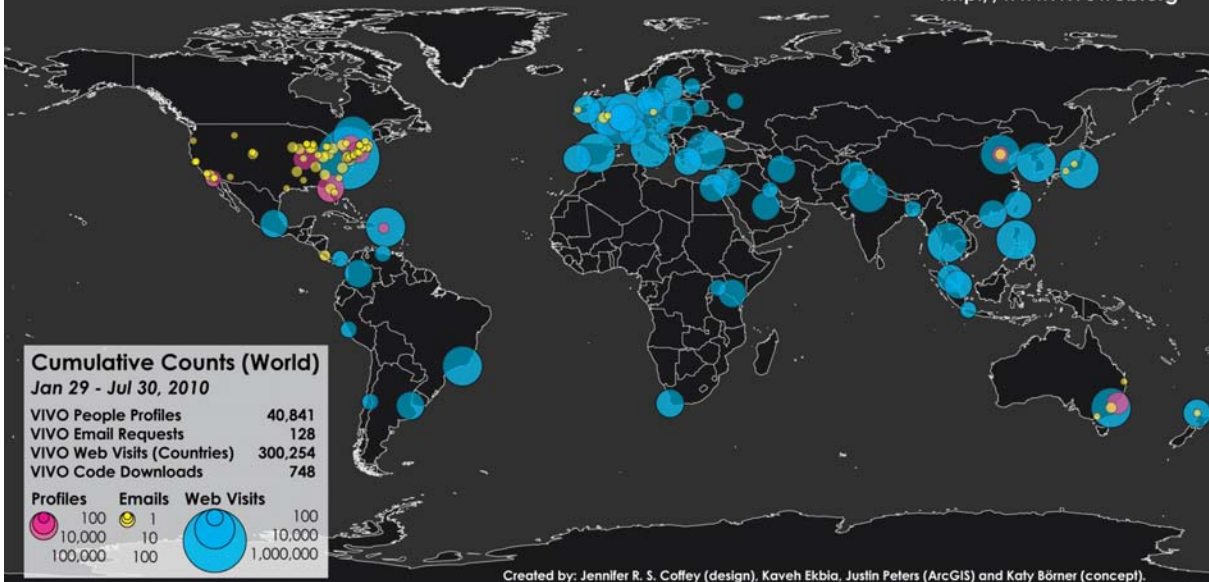 Cumulative Counts (World)
Jan 29 - Jul 30, 2010
VIVO People Profiles 40,841
VIVO Email Requests 128
VIVO Web Visits (Countries) 300,254
VIVO Code Downloads 748
Profiles Emails Web Visits
100 1 100
10,000 10 10,000
100,000 100 1,000,000
Created by: Jennifer R. S. Coffey (design), Kaveh Ekbia, Justin Peters (ArcGIS) and Katy Börner (concept).